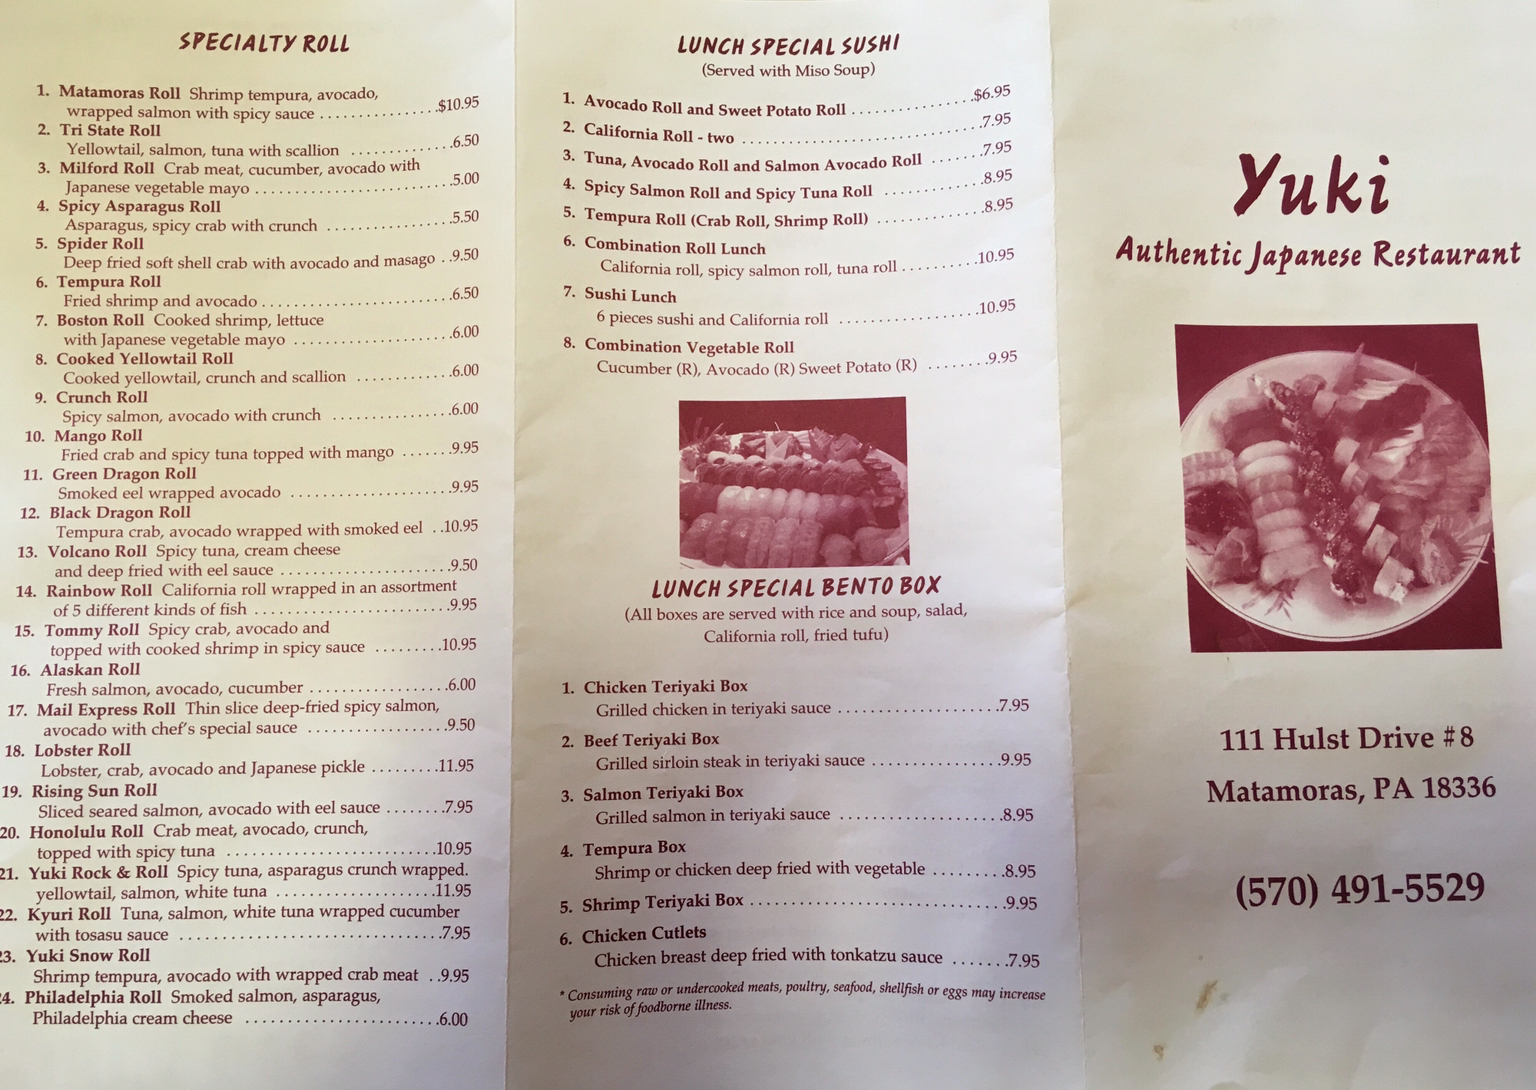 SPECIALTY ROLL
1. Matamoras Roll Shrimp tempura, avocado,
wrapped salmon with spicy sauce ..................$10.95
2. Tri State Roll
Yellowtail, salmon, tuna with scallion ...............6.50
3. Milford Roll Crab meat, cucumber, avocado with
Japanese vegetable mayo .............................5.00
4. Spicy Asparagus Roll
Asparagus, spicy crab with crunch ..................5.50
5. Spider Roll
Deep fried soft shell crab with avocado and masago ..9.50
6. Tempura Roll
Fried shrimp and avocado ............................6.50
7. Boston Roll Cooked shrimp, lettuce
with Japanese vegetable mayo .......................6.00
8. Cooked Yellowtail Roll
Cooked yellowtail, crunch and scallion ..............6.00
9. Crunch Roll
Spicy salmon, avocado with crunch .................6.00
10. Mango Roll
Fried crab and spicy tuna topped with mango .......9.95
11. Green Dragon Roll
Smoked eel wrapped avocado .......................9.95
12. Black Dragon Roll
Tempura crab, avocado wrapped with smoked eel ..10.95
13. Volcano Roll Spicy tuna, cream cheese
and deep fried with eel sauce .........................9.50
14. Rainbow Roll California roll wrapped in an assortment
of 5 different kinds of fish ............................9.95
15. Tommy Roll Spicy crab, avocado and
topped with cooked shrimp in spicy sauce .........10.95
16. Alaskan Roll
Fresh salmon, avocado, cucumber ....................6.00
17. Mail Express Roll Thin slice deep-fried spicy salmon,
avocado with chef's special sauce ....................9.50
18. Lobster Roll
Lobster, crab, avocado and Japanese pickle .........11.95
19. Rising Sun Roll
Sliced seared salmon, avocado with eel sauce ........7.95
20. Honolulu Roll Crab meat, avocado, crunch,
topped with spicy tuna ..............................10.95
21. Yuki Rock & Roll Spicy tuna, asparagus crunch wrapped.
yellowtail, salmon, white tuna .......................11.95
22. Kyuri Roll Tuna, salmon, white tuna wrapped cucumber
with tosasu sauce .....................................7.95
23. Yuki Snow Roll
Shrimp tempura, avocado with wrapped crab meat ..9.95
24. Philadelphia Roll Smoked salmon, asparagus,
Philadelphia cream cheese ...........................6.00
LUNCH SPECIAL SUSHI
(Served with Miso Soup)
1. Avocado Roll and Sweet Potato Roll ................$6.95
2. California Roll - two ................................7.95
3. Tuna, Avocado Roll and Salmon Avocado Roll .......7.95
4. Spicy Salmon Roll and Spicy Tuna Roll .............8.95
5. Tempura Roll (Crab Roll, Shrimp Roll) ..............8.95
6. Combination Roll Lunch
California roll, spicy salmon roll, tuna roll ..........10.95
7. Sushi Lunch
6 pieces sushi and California roll ..................10.95
8. Combination Vegetable Roll
Cucumber (R), Avocado (R) Sweet Potato (R) ........9.95
LUNCH SPECIAL BENTO BOX
(All boxes are served with rice and soup, salad,
California roll, fried tufu)
1. Chicken Teriyaki Box
Grilled chicken in teriyaki sauce .....................7.95
2. Beef Teriyaki Box
Grilled sirloin steak in teriyaki sauce .................9.95
3. Salmon Teriyaki Box
Grilled salmon in teriyaki sauce .....................8.95
4. Tempura Box
Shrimp or chicken deep fried with vegetable .........8.95
5. Shrimp Teriyaki Box .................................9.95
6. Chicken Cutlets
Chicken breast deep fried with tonkatzu sauce .......7.95
* Consuming raw or undercooked meats, poultry, seafood, shellfish or eggs may increase
your risk of foodborne illness.
Yuki
Authentic Japanese Restaurant
111 Hulst Drive #8
Matamoras, PA 18336
(570) 491-5529